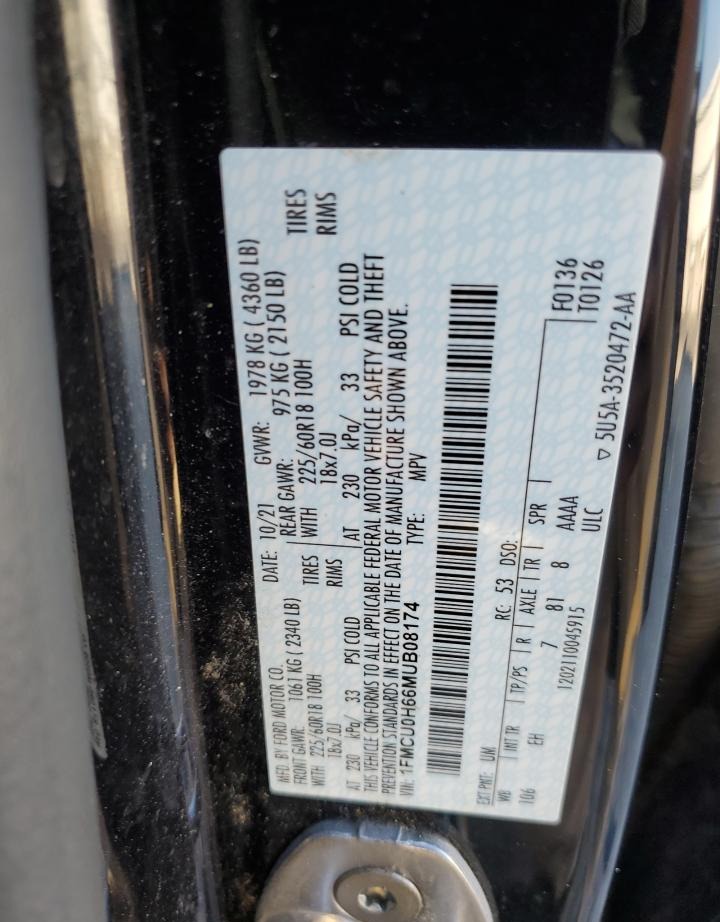 MFD. BY FORD MOTOR CO. DATE: 10/21 GVWR: 1978 KG ( 4360 LB)
FRONT GAWR: 1061 KG ( 2340 LB) REAR GAWR: 975 KG ( 2150 LB)
WITH 225/60R18 100H TIRES WITH 225/60R18 100H TIRES
18x7.0J RIMS 18x7.0J RIMS
AT 230 kPa/ 33 PSI COLD AT 230 kPa/ 33 PSI COLD
THIS VEHICLE CONFORMS TO ALL APPLICABLE FEDERAL MOTOR VEHICLE SAFETY AND THEFT
PREVENTION STANDARDS IN EFFECT ON THE DATE OF MANUFACTURE SHOWN ABOVE.
VIN: 1FMCU0H66MUB08174 TYPE: MPV
EXT PNT: UM RC: 53 DSO:
WB INT TR TP/PS R AXLE TR SPR F0136
106 EH 7 81 8 AAAA T0126
1202110045915 ULC
▽ 5U5A-3520472-AA